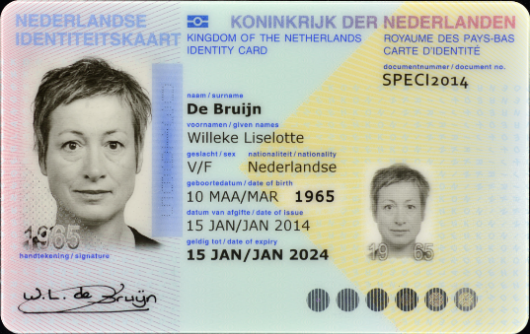 NEDERLANDSE
IDENTITEITSKAART
KONINKRIJK DER NEDERLANDEN
KINGDOM OF THE NETHERLANDS ROYAUME DES PAYS-BAS
IDENTITY CARD CARTE D'IDENTITÉ
documentnummer / document no.
SPECI2014
naam / surname
De Bruijn
voornamen / given names
Willeke Liselotte
geslacht / sex nationaliteit / nationality
V/F Nederlandse
geboortedatum / date of birth
10 MAA/MAR 1965
datum van afgifte / date of issue
15 JAN/JAN 2014
geldig tot / date of expiry
15 JAN/JAN 2024
1965
19 65
handtekening / signature
W.L. de Bruijn